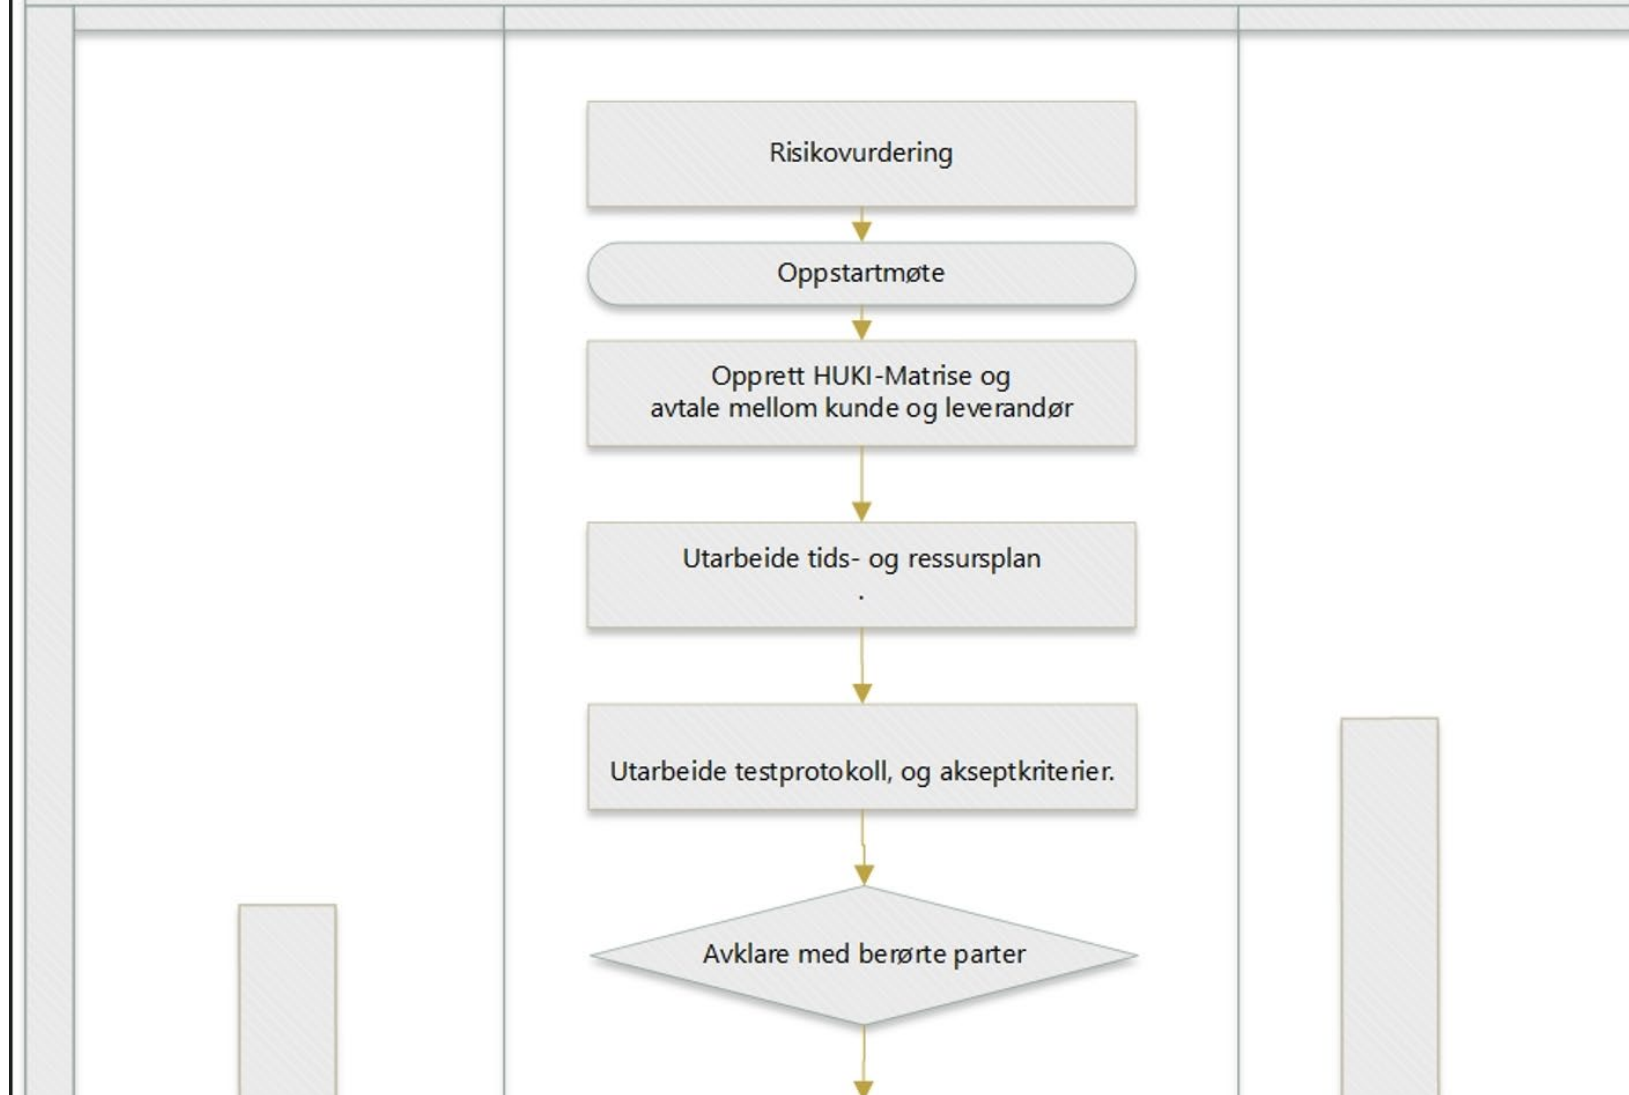 Risikovurdering
Oppstartmøte
Opprett HUKI-Matrise og
avtale mellom kunde og leverandør
Utarbeide tids- og ressursplan
.
Utarbeide testprotokoll, og akseptkriterier.
Avklare med berørte parter